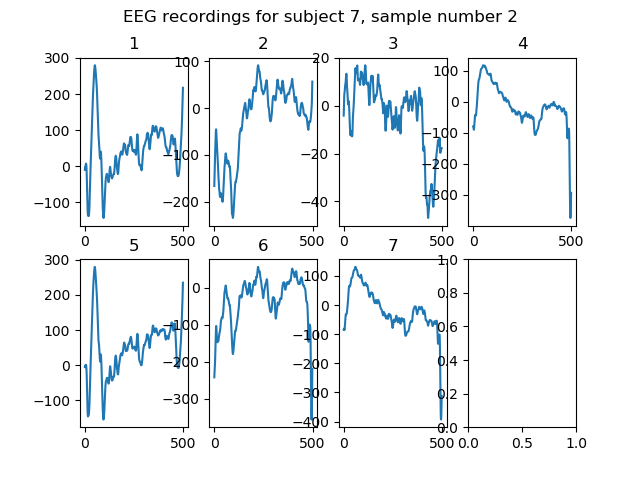 EEG recordings for subject 7, sample number 2
1 2 3 4
300 200 100 0 −100
100 0 −100 −200
20 0 −20 −40
100 0 −100 −200 −300
0 500 0 500 0 500 0 500
5 6 7
300 200 100 0 −100
0 −100 −200 −300
100 0 −100 −200 −300 −400
1.0 0.8 0.6 0.4 0.2 0.0
0 500 0 500 0 500 0.0 0.5 1.0